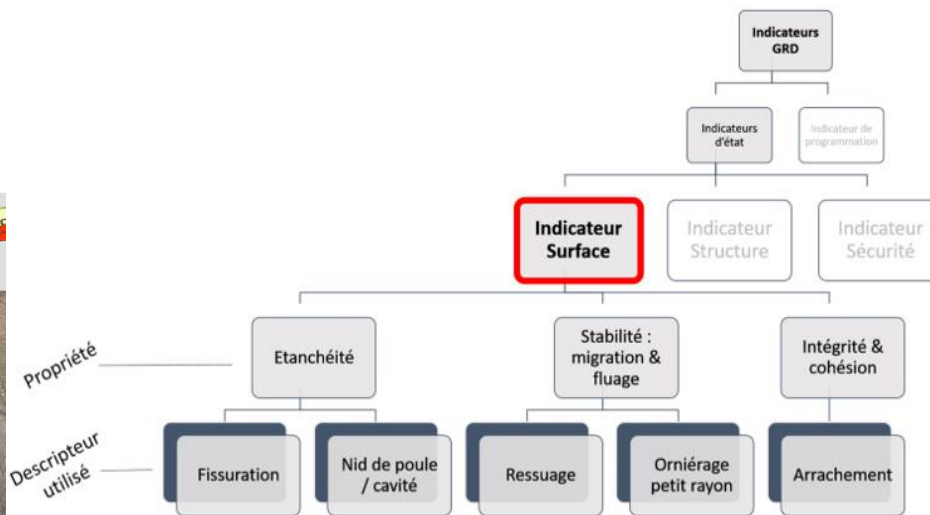 Indicateurs
GRD
Indicateurs
d'état
Indicateur de
programmation
Indicateur
Surface
Indicateur
Structure
Indicateur
Sécurité
Propriété
Etanchéité
Stabilité :
migration &
fluage
Intégrité &
cohésion
Descripteur
utilisé
Fissuration
Nid de poule
/ cavité
Ressuage
Orniérage
petit rayon
Arrachement